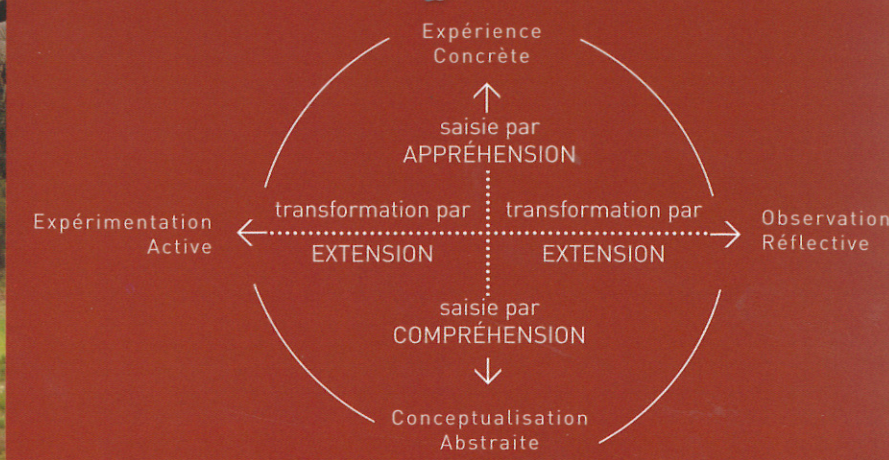 Expérience
Concrète
saisie par
APPRÉHENSION
transformation par
transformation par
Expérimentation
Active
EXTENSION
EXTENSION
Observation
Réflective
saisie par
COMPRÉHENSION
Conceptualisation
Abstraite